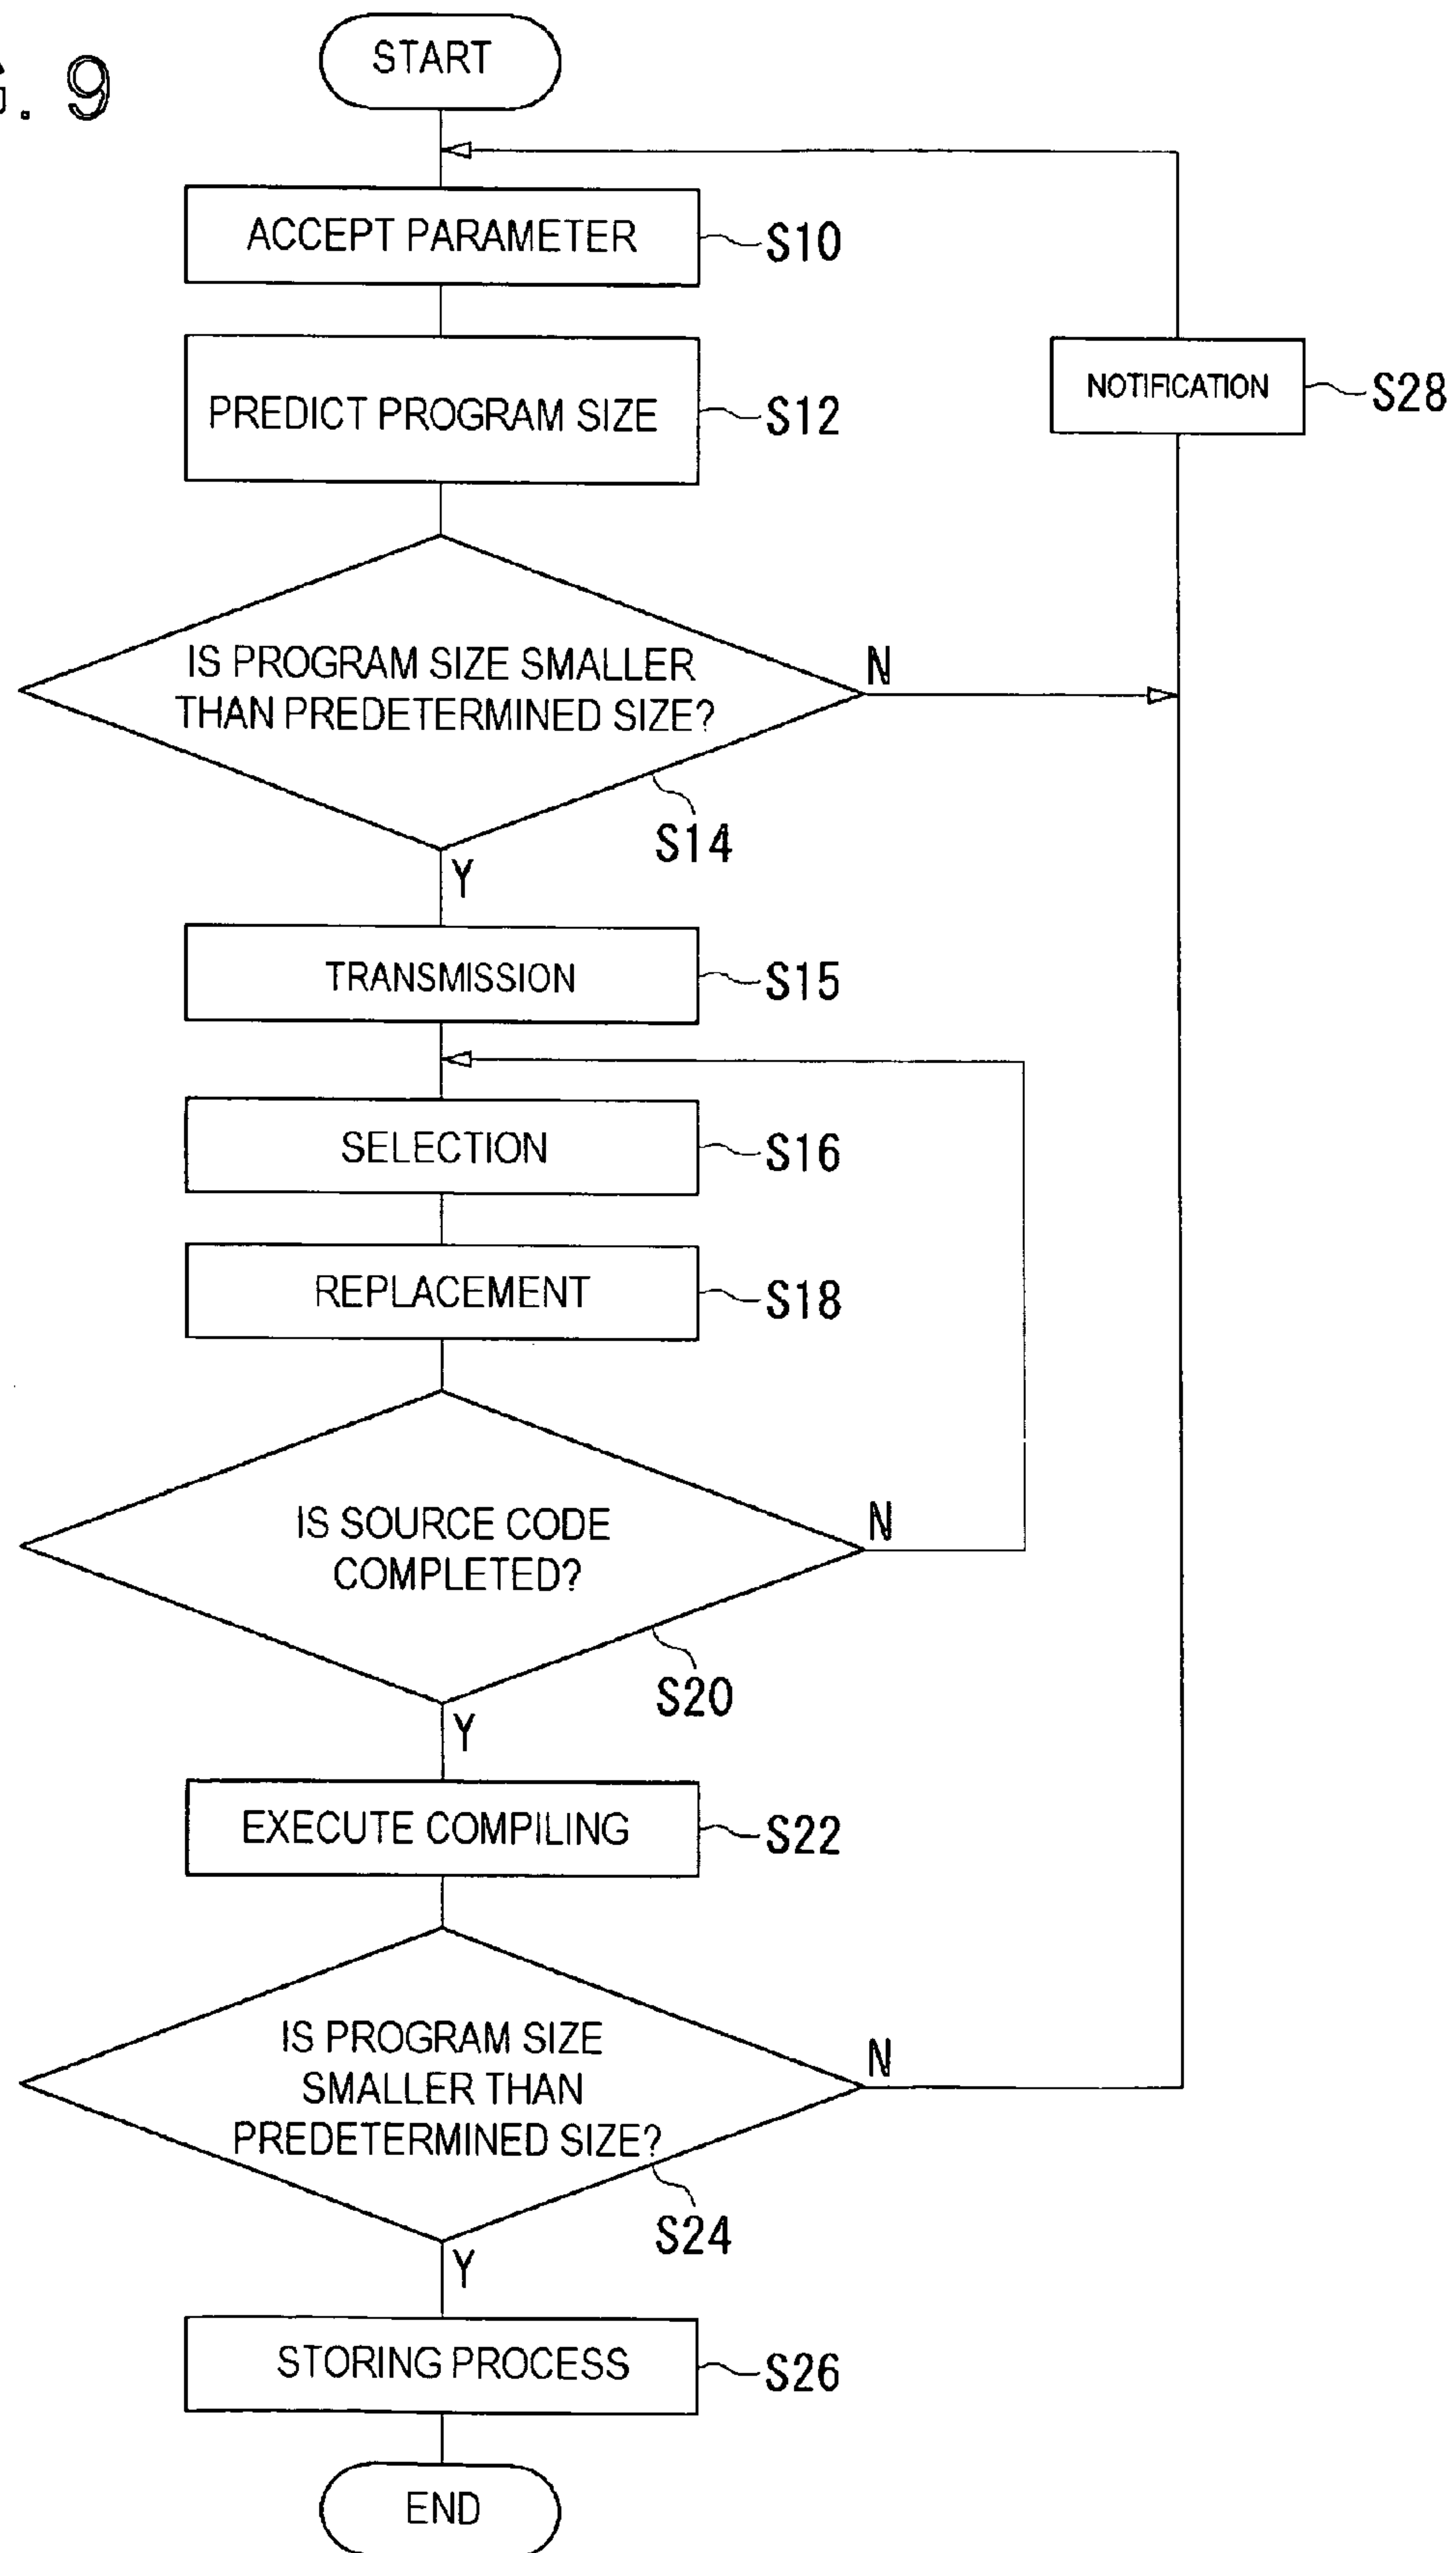 G. 9
START
ACCEPT PARAMETER
S10
PREDICT PROGRAM SIZE
S12
NOTIFICATION
S28
IS PROGRAM SIZE SMALLER
THAN PREDETERMINED SIZE?
N
S14
Y
TRANSMISSION
S15
SELECTION
S16
REPLACEMENT
S18
IS SOURCE CODE
COMPLETED?
N
S20
Y
EXECUTE COMPILING
S22
IS PROGRAM SIZE
SMALLER THAN
PREDETERMINED SIZE?
N
S24
Y
STORING PROCESS
S26
END